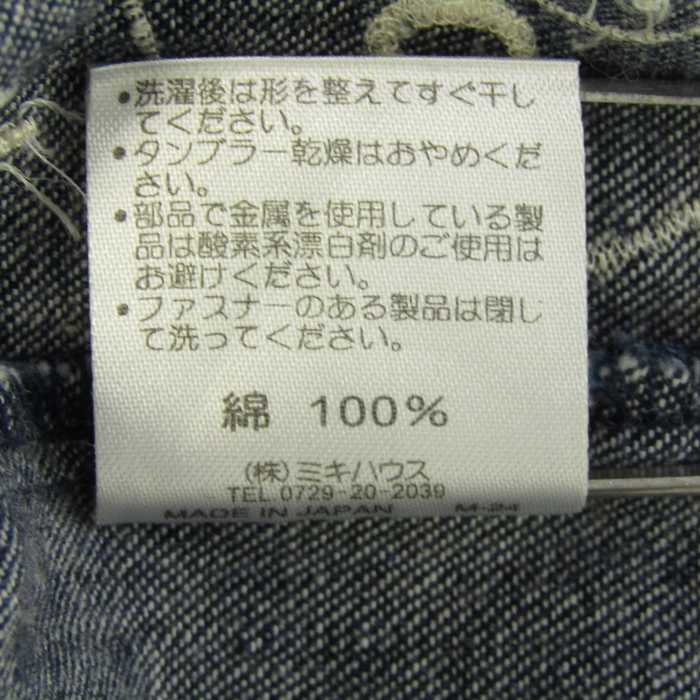 •洗濯後は形を整えてすぐ干し
てください。
•タンブラー乾燥はおやめくだ
さい。
•部品で金属を使用している製
品は酸素系漂白剤のご使用は
お避けください。
•ファスナーのある製品は閉じ
て洗ってください。
綿 100%
(株)ミキハウス
TEL 0729-20-2039
MADE IN JAPAN M-24